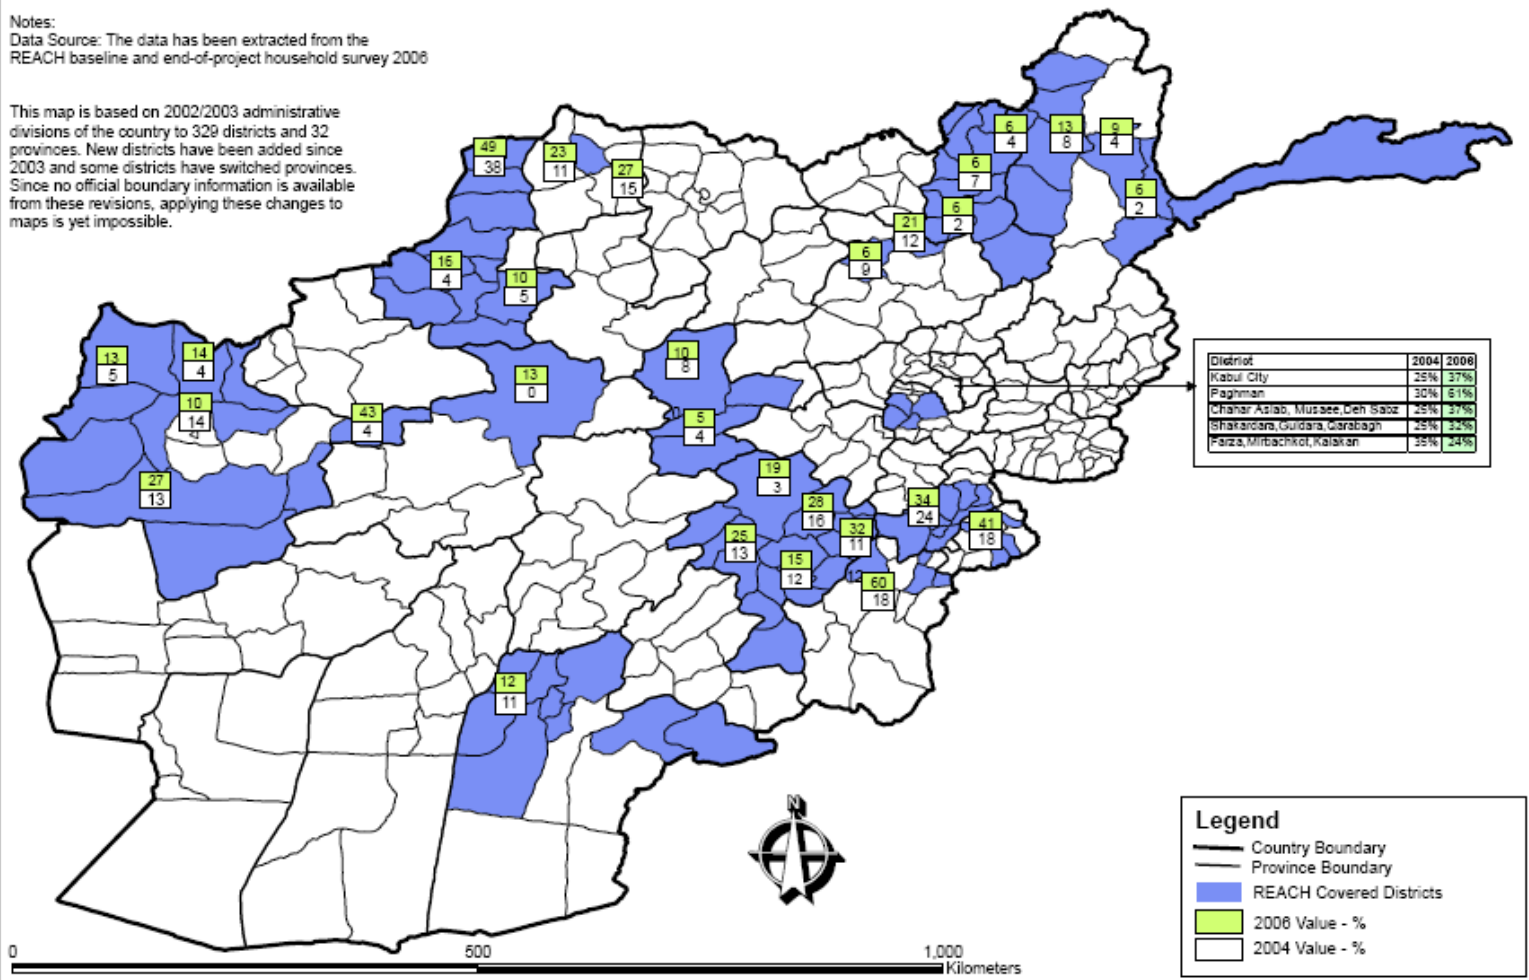 Notes:
Data Source: The data has been extracted from the
REACH baseline and end-of-project household survey 2006
This map is based on 2002/2003 administrative
divisions of the country to 329 districts and 32
provinces. New districts have been added since
2003 and some districts have switched provinces.
Since no official boundary information is available
from these revisions, applying these changes to
maps is yet impossible.
49
38
23
11
27
15
6
4
13
8
9
4
6
7
6
2
6
2
21
12
6
9
16
4
10
5
13
5
14
4
10
14
43
4
13
0
10
8
5
4
27
13
19
3
28
16
32
11
25
13
15
12
12
60
18
34
24
41
18
12
11
District 2004 2006
Kabul City 25% 37%
Paghman 30% 61%
Chahar Asiab, Musaee,Deh Sabz 25% 37%
Shakardara,Guldara,Qarabagh 25% 32%
Farza,Mirbachkot,Kalakan 35% 24%
N
Legend
Country Boundary
Province Boundary
REACH Covered Districts
2006 Value - %
2004 Value - %
0 500 1,000
Kilometers